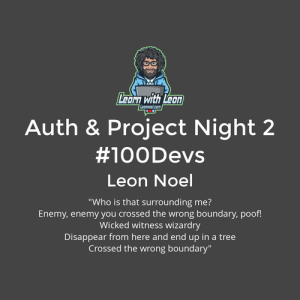 Learn with Leon
Auth & Project Night 2
#100Devs
Leon Noel
"Who is that surrounding me?
Enemy, enemy you crossed the wrong boundary, poof!
Wicked witness wizardry
Disappear from here and end up in a tree
Crossed the wrong boundary"